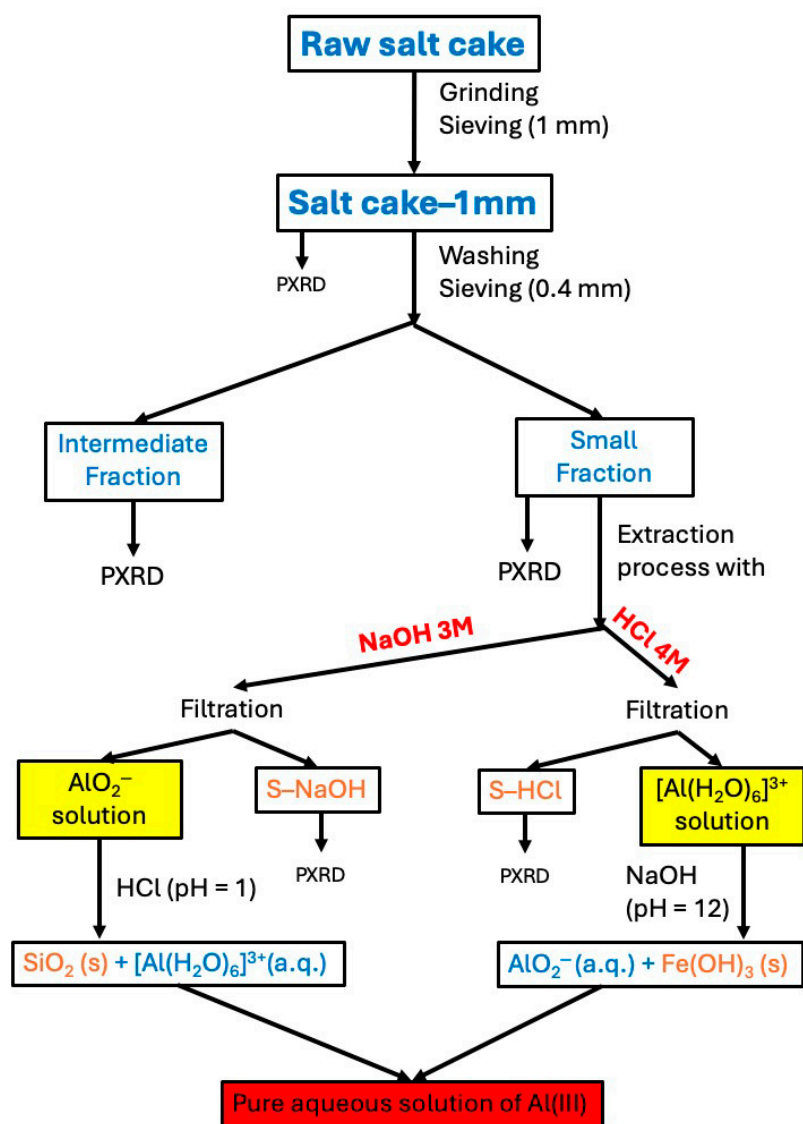 Raw salt cake
Grinding
Sieving (1 mm)
Salt cake–1mm
PXRD
Washing
Sieving (0.4 mm)
Intermediate
Fraction
Small
Fraction
PXRD
PXRD
Extraction
process with
NaOH 3M
HCl 4M
Filtration
Filtration
AlO₂⁻
solution
S–NaOH
S–HCl
[Al(H₂O)₆]³⁺
solution
HCl (pH = 1)
PXRD
PXRD
NaOH
(pH = 12)
SiO₂ (s) + [Al(H₂O)₆]³⁺(a.q.)
AlO₂⁻ (a.q.) + Fe(OH)₃ (s)
Pure aqueous solution of Al(III)